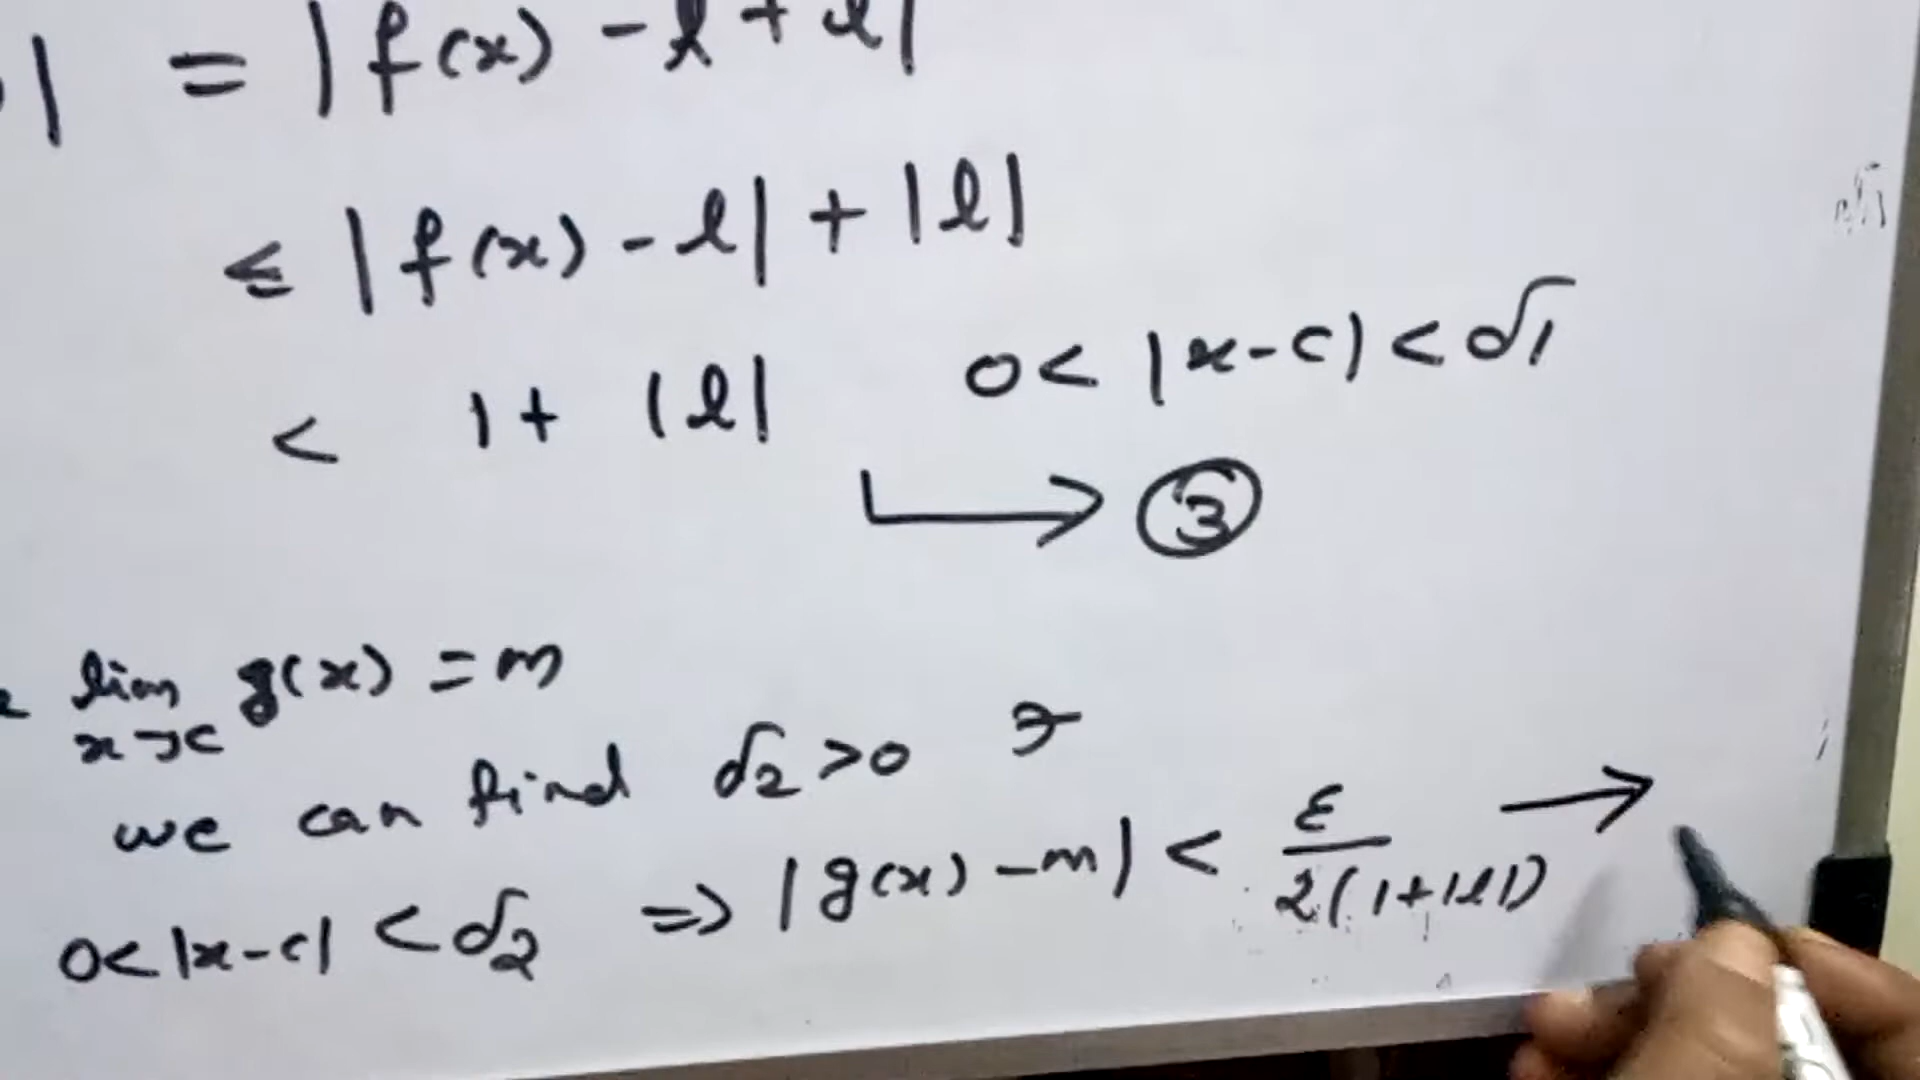 | = |f(x) - l + l|
≤ |f(x) - l| + |l|
< 1 + |l| 0 < |x-c| < δ1
→ ③
lim g(x) = m
x→c
we can find δ2 > 0 ∋
0 < |x-c| < δ2 ⇒ |g(x) - m| < ε / 2(1+|l|) →